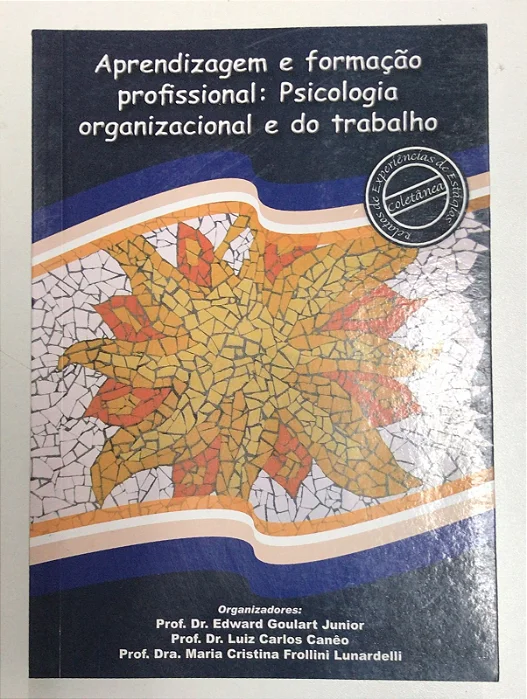 Aprendizagem e formação
profissional: Psicologia
organizacional e do trabalho
Relatos de Experiências de Estágios
coletânea
Organizadores:
Prof. Dr. Edward Goulart Junior
Prof. Dr. Luiz Carlos Canêo
Prof. Dra. Maria Cristina Frollini Lunardelli